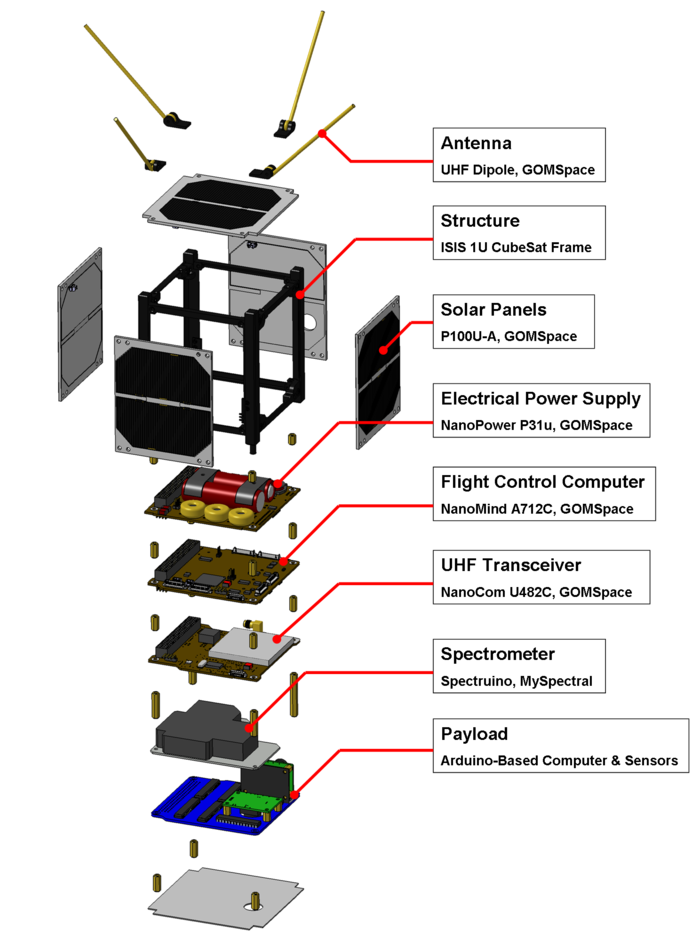 Antenna
UHF Dipole, GOMSpace
Structure
ISIS 1U CubeSat Frame
Solar Panels
P100U-A, GOMSpace
Electrical Power Supply
NanoPower P31u, GOMSpace
Flight Control Computer
NanoMind A712C, GOMSpace
UHF Transceiver
NanoCom U482C, GOMSpace
Spectrometer
Spectruino, MySpectral
Payload
Arduino-Based Computer & Sensors